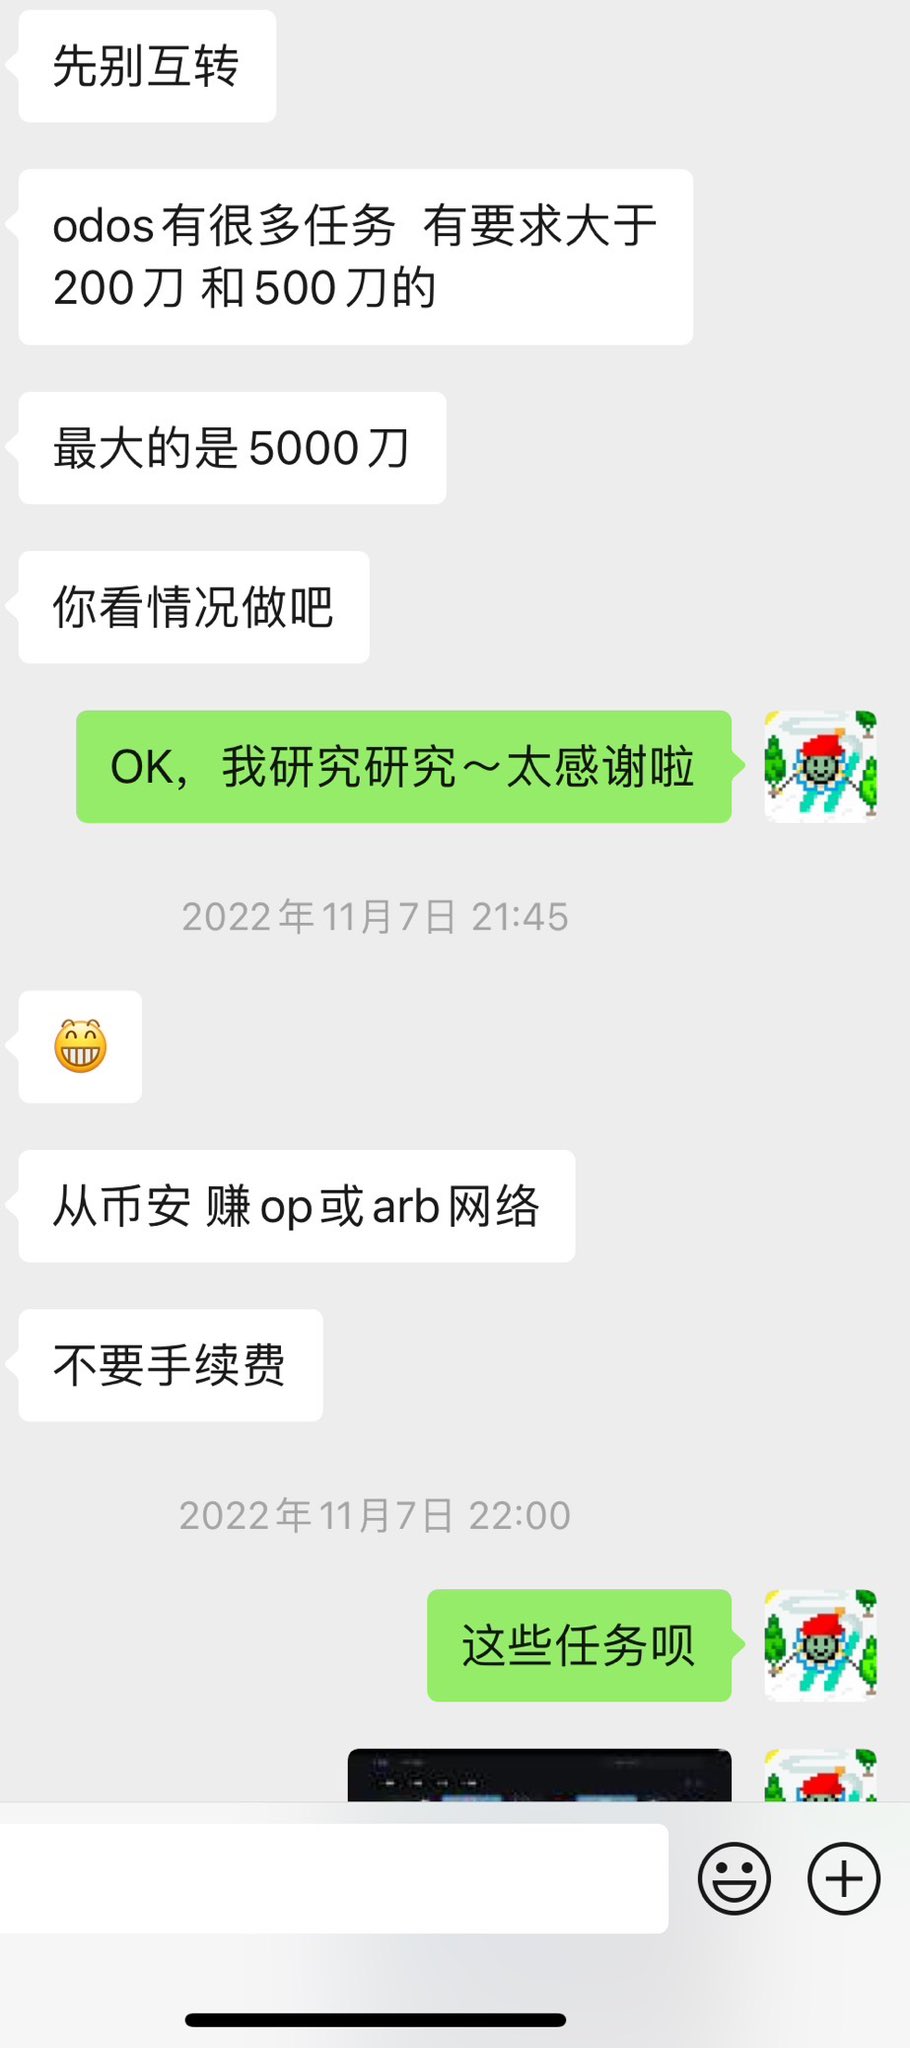 先别互转
odos有很多任务 有要求大于
200刀 和500刀的
最大的是5000刀
你看情况做吧
OK，我研究研究～太感谢啦
2022年11月7日 21:45
从币安 赚op或arb网络
不要手续费
2022年11月7日 22:00
这些任务呗